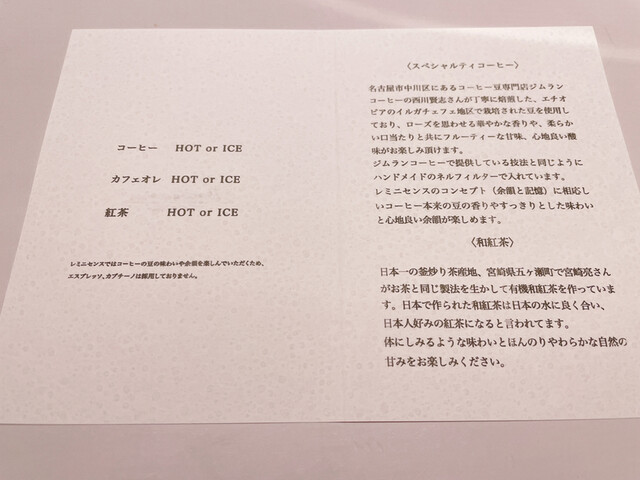 コーヒー HOT or ICE
カフェオレ HOT or ICE
紅茶 HOT or ICE
レミニセンスではコーヒーの豆の味わいや余韻を楽しんでいただくため、
エスプレッソ、カプチーノは採用しておりません。
〈スペシャルティコーヒー〉
名古屋市中川区にあるコーヒー豆専門店ジムラン
コーヒーの西川賢志さんが丁寧に焙煎した、エチオ
ピアのイルガチェフェ地区で栽培された豆を使用し
ており、ローズを思わせる華やかな香りや、柔らか
い口当たりと共にフルーティーな甘味、心地良い酸
味がお楽しみ頂けます。
ジムランコーヒーで提供している技法と同じように
ハンドメイドのネルフィルターで入れています。
レミニセンスのコンセプト（余韻と記憶）に相応し
いコーヒー本来の豆の香りやすっきりとした味わい
と心地良い余韻が楽しめます。
〈和紅茶〉
日本一の釜炒り茶産地、宮崎県五ヶ瀬町で宮崎亮さん
がお茶と同じ製法を生かして有機和紅茶を作っていま
す。日本で作られた和紅茶は日本の水に良く合い、
日本人好みの紅茶になると言われてます。
体にしみるような味わいとほんのりやわらかな自然の
甘みをお楽しみください。